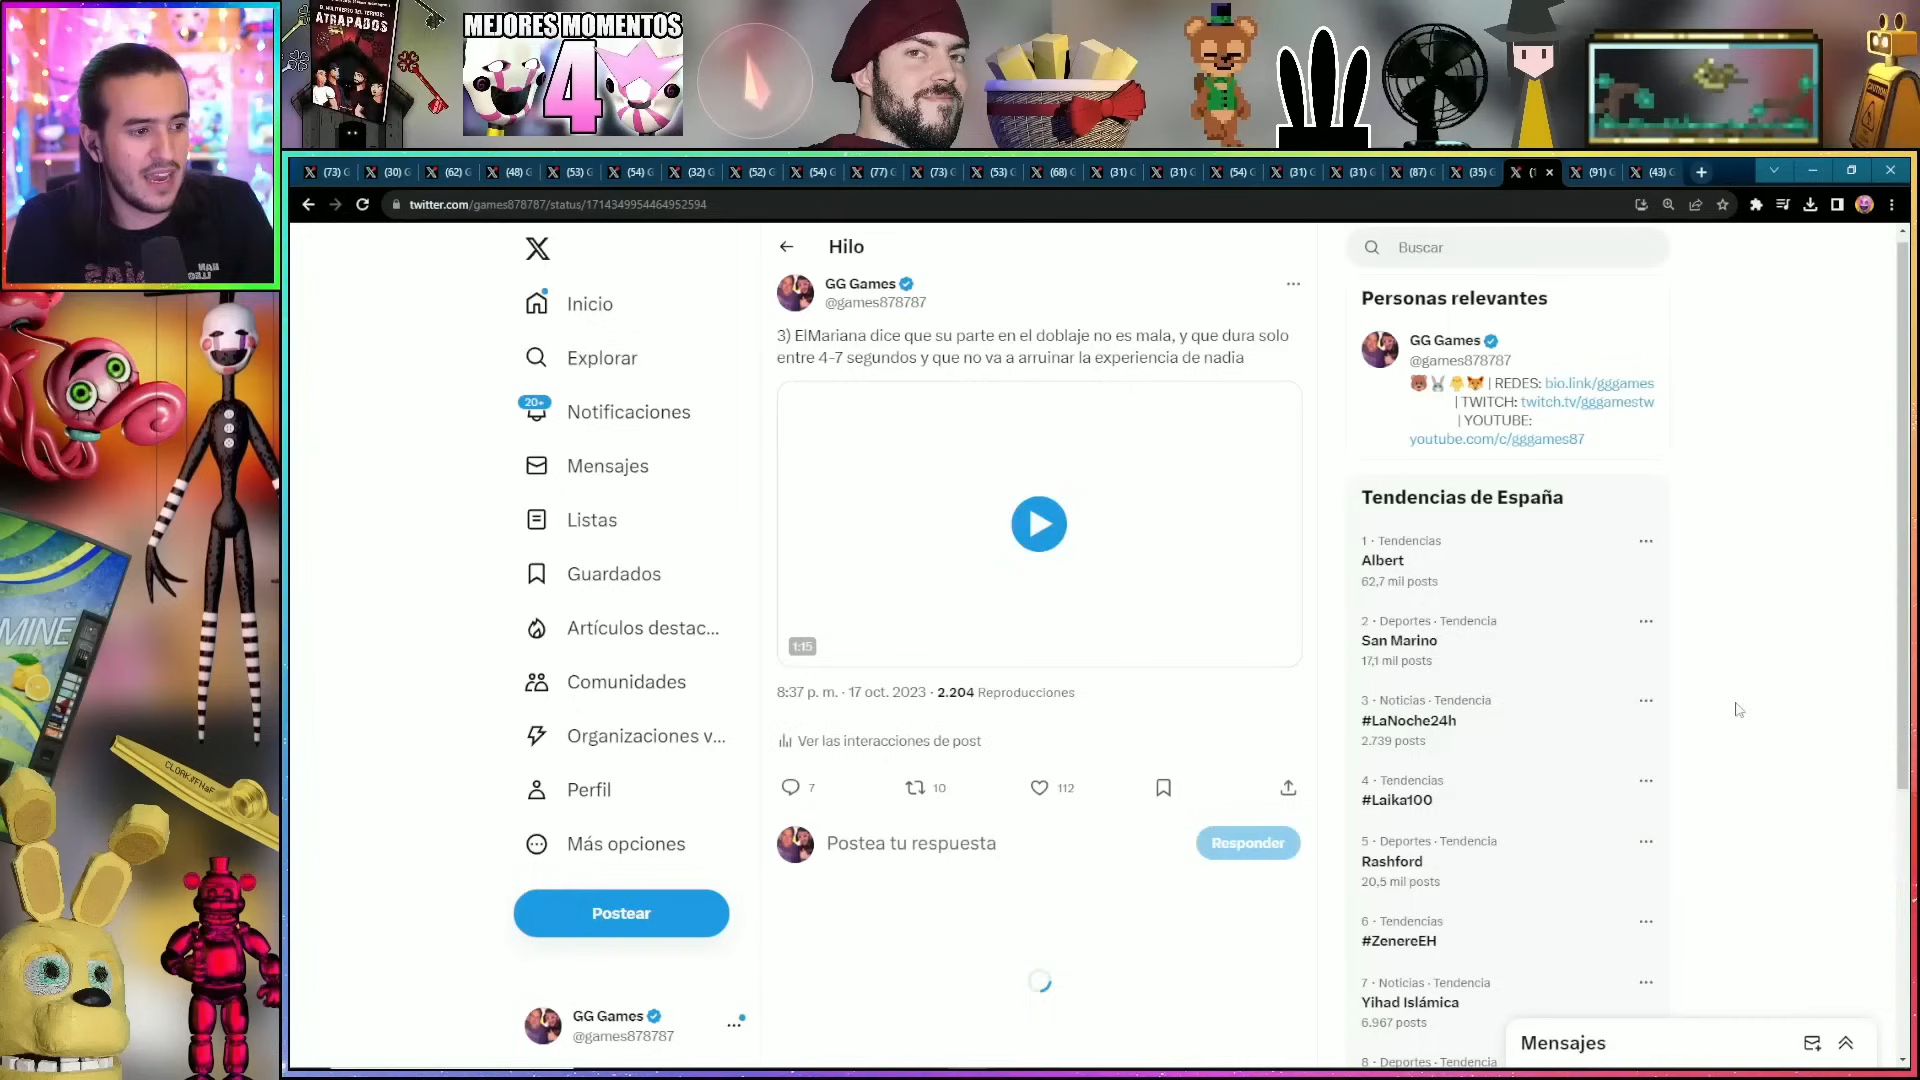 ATRAPADOS
MEJORES MOMENTOS
4
(73) G
(30) G
(62) G
(48) G
(53) G
(54) G
(32) G
(52) G
(54) G
(77) G
(73) G
(53) G
(68) G
(31) G
(31) G
(54) G
(31) G
(31) G
(87) G
(35) G
(91) G
(43) G
twitter.com/games878787/status/1714349954464952594
X
Inicio
Explorar
20+
Notificaciones
Mensajes
Listas
Guardados
Artículos destac...
Comunidades
Organizaciones v...
Perfil
Más opciones
Postear
GG Games
@games878787
Hilo
GG Games
@games878787
3) ElMariana dice que su parte en el doblaje no es mala, y que dura solo
entre 4-7 segundos y que no va a arruinar la experiencia de nadia
1:15
8:37 p. m. · 17 oct. 2023 · 2.204 Reproducciones
Ver las interacciones de post
7
10
112
Postea tu respuesta
Responder
Buscar
Personas relevantes
GG Games
@games878787
| REDES: bio.link/gggames
| TWITCH: twitch.tv/gggamestw
| YOUTUBE:
youtube.com/c/gggames87
Tendencias de España
1 · Tendencias
Albert
62,7 mil posts
2 · Deportes · Tendencia
San Marino
17,1 mil posts
3 · Noticias · Tendencia
#LaNoche24h
2.739 posts
4 · Tendencias
#Laika100
5 · Deportes · Tendencia
Rashford
20,5 mil posts
6 · Tendencias
#ZenereEH
7 · Noticias · Tendencia
Yihad Islámica
6.967 posts
8 · Deportes · Tendencia
Mensajes
MINE
CLOAK
CAUTION